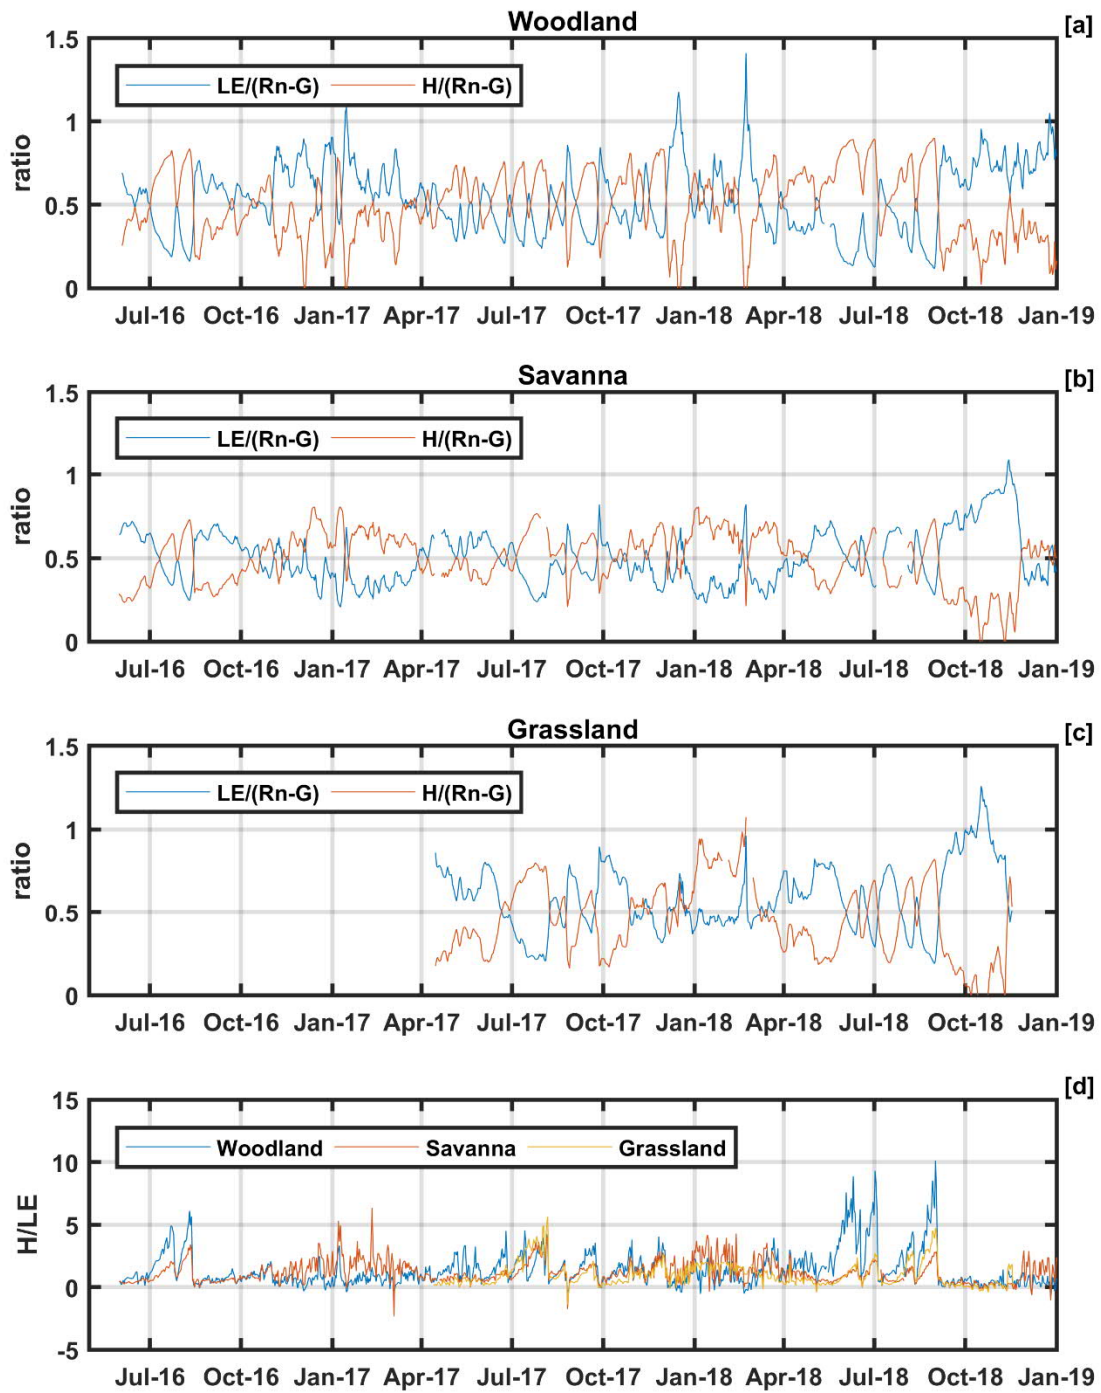 Woodland
[a]
1.5
LE/(Rn-G) H/(Rn-G)
1
ratio
0.5
0
Jul-16 Oct-16 Jan-17 Apr-17 Jul-17 Oct-17 Jan-18 Apr-18 Jul-18 Oct-18 Jan-19
Savanna
[b]
1.5
LE/(Rn-G) H/(Rn-G)
1
ratio
0.5
0
Jul-16 Oct-16 Jan-17 Apr-17 Jul-17 Oct-17 Jan-18 Apr-18 Jul-18 Oct-18 Jan-19
Grassland
[c]
1.5
LE/(Rn-G) H/(Rn-G)
1
ratio
0.5
0
Jul-16 Oct-16 Jan-17 Apr-17 Jul-17 Oct-17 Jan-18 Apr-18 Jul-18 Oct-18 Jan-19
[d]
15
Woodland Savanna Grassland
10
H/LE
5
0
-5
Jul-16 Oct-16 Jan-17 Apr-17 Jul-17 Oct-17 Jan-18 Apr-18 Jul-18 Oct-18 Jan-19